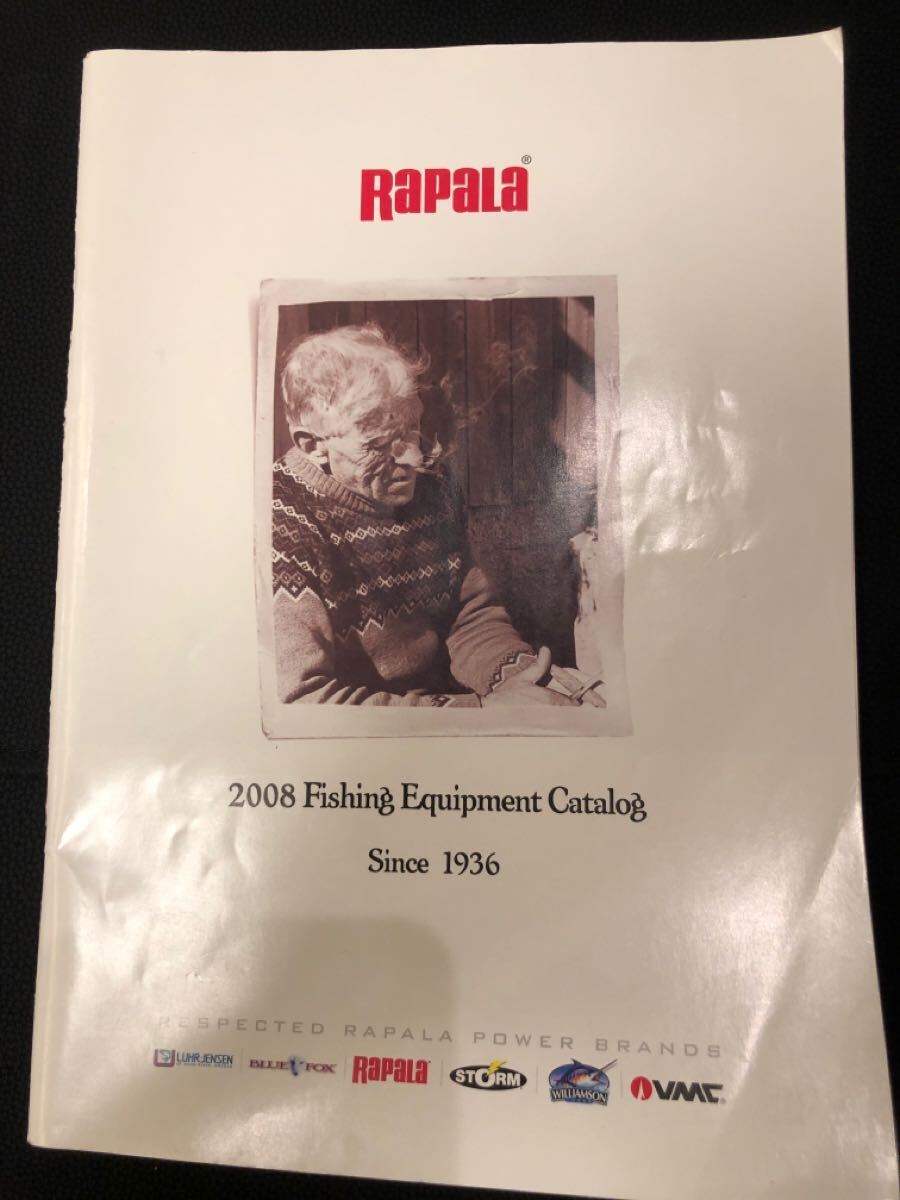 RAPALA®
2008 Fishing Equipment Catalog
Since 1936
RESPECTED RAPALA POWER BRANDS
LUHR JENSEN BLUE FOX RAPALA STORM WILLIAMSON VMC®